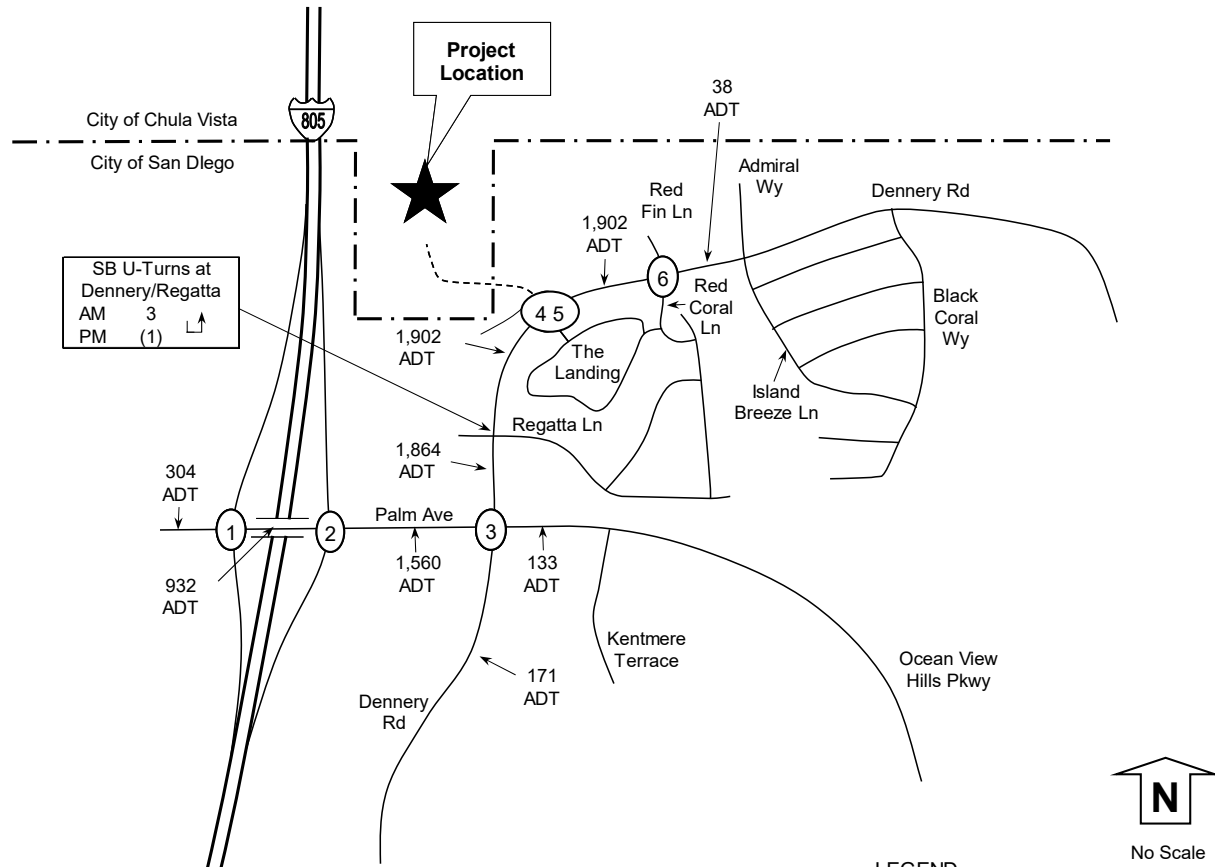 Project
Location
38
ADT
805
City of Chula Vista
City of San DIego
Admiral
Wy
Dennery Rd
Red
Fin Ln
1,902
ADT
SB U-Turns at
Dennery/Regatta
AM 3
PM (1)
6
Red
Coral
Ln
4 5
Black
Coral
Wy
1,902
ADT
The
Landing
Island
Breeze Ln
Regatta Ln
1,864
ADT
304
ADT
Palm Ave
1
2
3
932
ADT
1,560
ADT
133
ADT
Kentmere
Terrace
Ocean View
Hills Pkwy
171
ADT
Dennery
Rd
N
No Scale